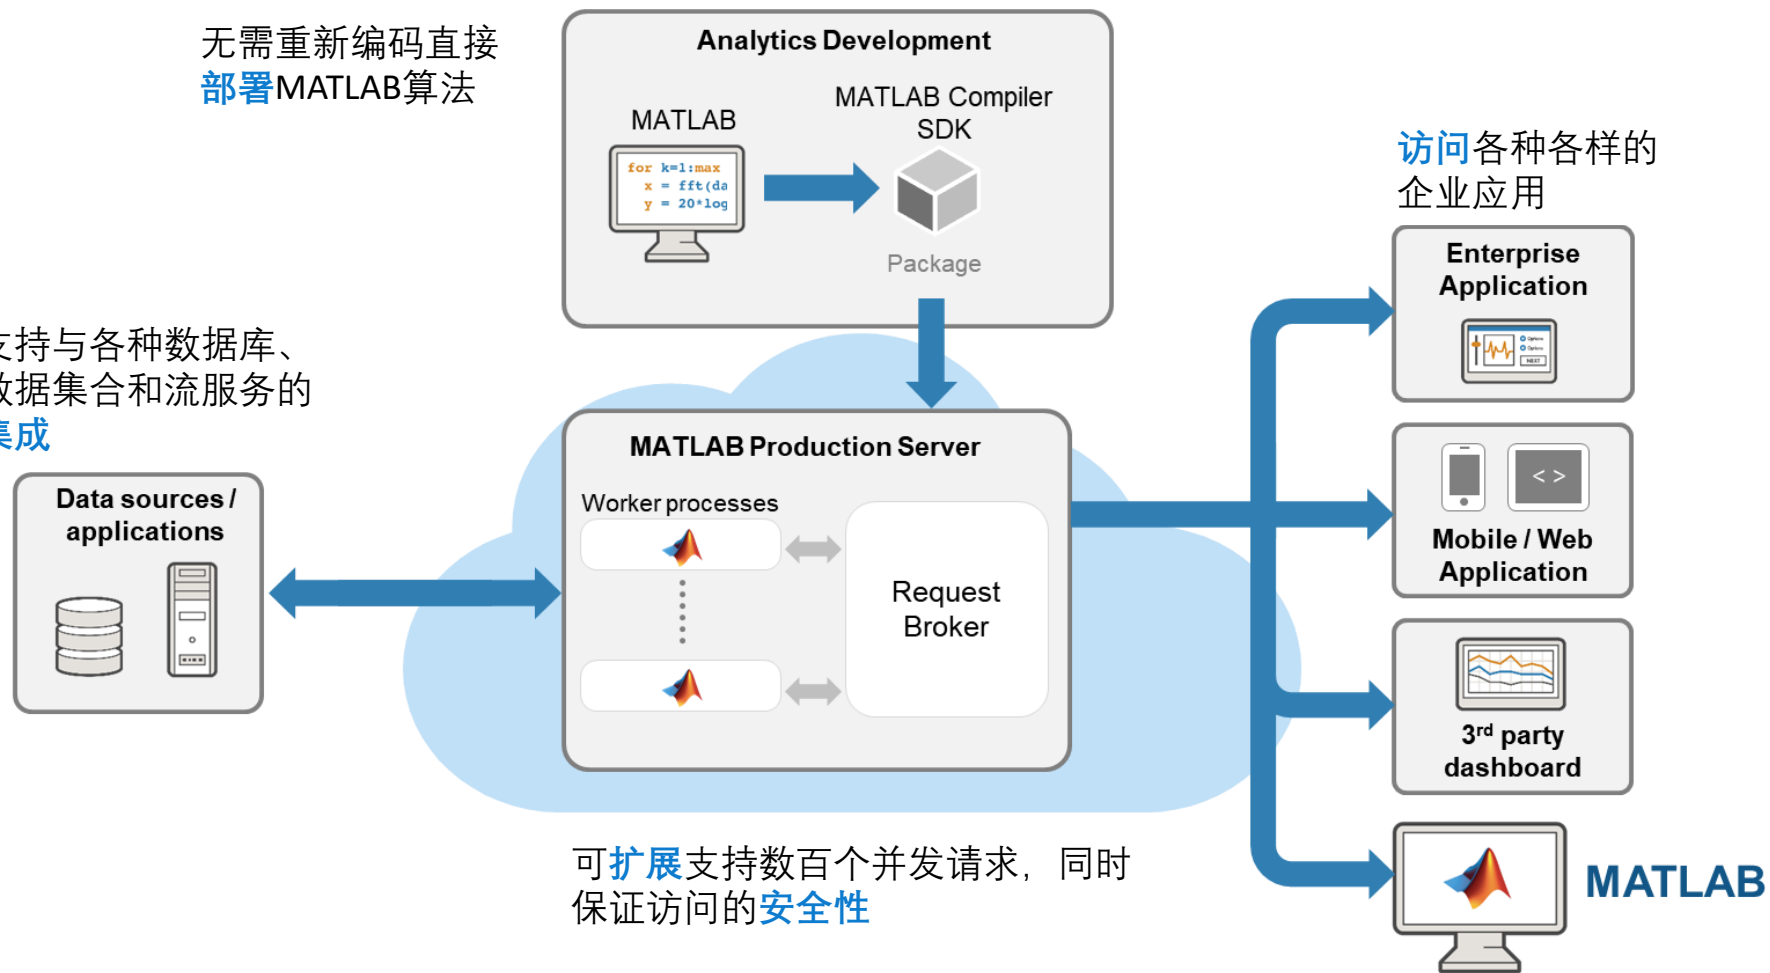 无需重新编码直接
部署MATLAB算法
Analytics Development
MATLAB
MATLAB Compiler
SDK
for k=1:max
x = fft(da
y = 20*log
Package
支持与各种数据库、
数据集合和流服务的
集成
Data sources /
applications
MATLAB Production Server
Worker processes
Request
Broker
可扩展支持数百个并发请求，同时
保证访问的安全性
访问各种各样的
企业应用
Enterprise
Application
Options
Options
NEXT
< >
Mobile / Web
Application
3rd party
dashboard
MATLAB